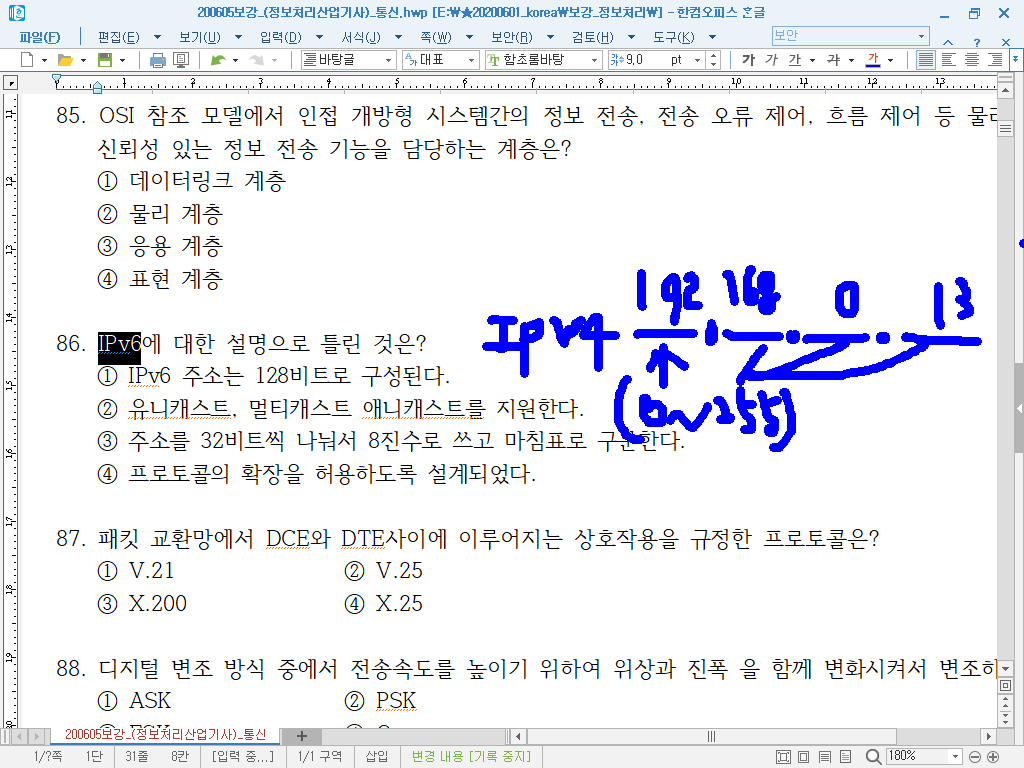 200605보강_(정보처리산업기사)_통신.hwp [E:\★20200601_korea\보강_정보처리\] - 한컴오피스 한글
파일(F) 편집(E) 보기(U) 입력(D) 서식(J) 쪽(W) 보안(R) 검토(H) 도구(K) 보안
바탕글 대표 함초롬바탕 9,0 pt 가 가 가 가 가
1 2 3 4 5 6 7 8 9 10 11 12 13
85. OSI 참조 모델에서 인접 개방형 시스템간의 정보 전송, 전송 오류 제어, 흐름 제어 등 물리
신뢰성 있는 정보 전송 기능을 담당하는 계층은?
① 데이터링크 계층
② 물리 계층
③ 응용 계층
④ 표현 계층
192 168 0 13
IPv4
(0~255)
86. IPv6에 대한 설명으로 틀린 것은?
① IPv6 주소는 128비트로 구성된다.
② 유니캐스트, 멀티캐스트 애니캐스트를 지원한다.
③ 주소를 32비트씩 나눠서 8진수로 쓰고 마침표로 구분한다.
④ 프로토콜의 확장을 허용하도록 설계되었다.
87. 패킷 교환망에서 DCE와 DTE사이에 이루어지는 상호작용을 규정한 프로토콜은?
① V.21 ② V.25
③ X.200 ④ X.25
88. 디지털 변조 방식 중에서 전송속도를 높이기 위하여 위상과 진폭 을 함께 변화시켜서 변조하
① ASK ② PSK
200605보강_(정보처리산업기사)_통신
1/?쪽 1단 31줄 8칸 [입력 중...] 1/1 구역 삽입 변경 내용 [기록 중지] 180%